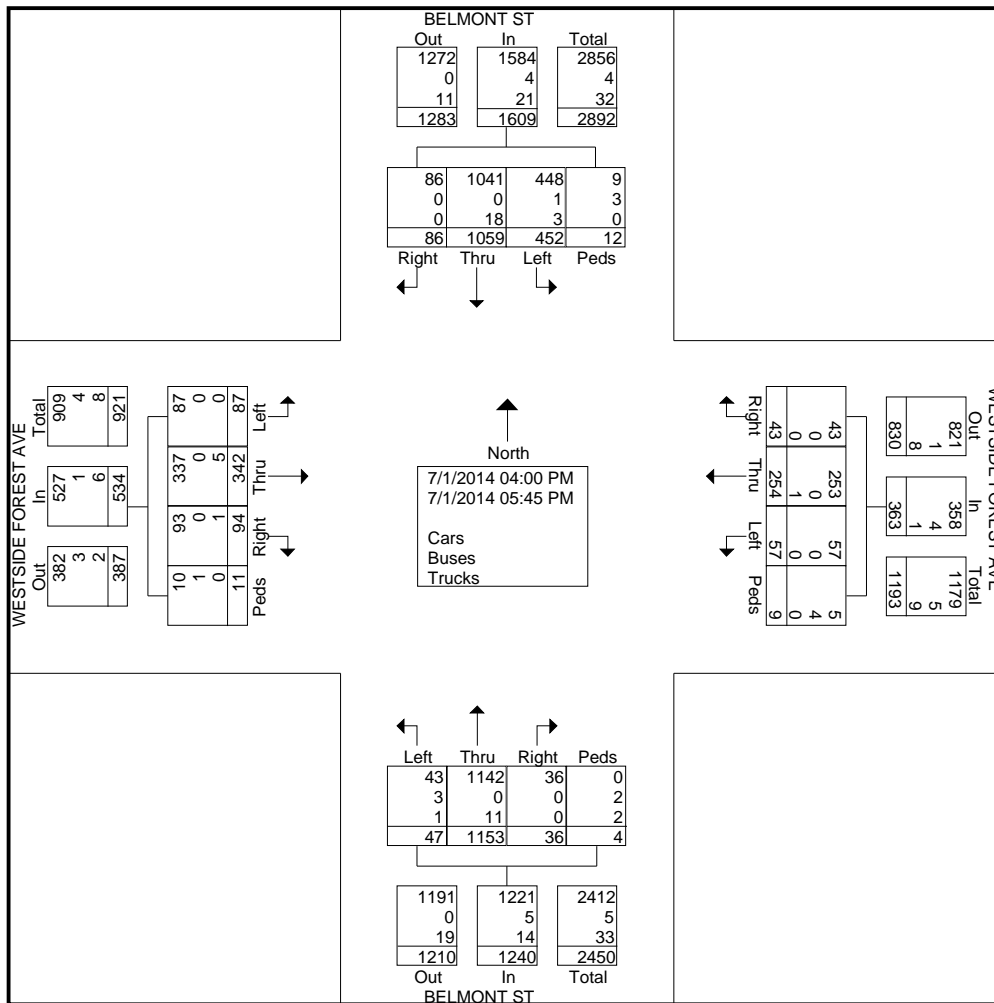 BELMONT ST
Out In Total
1272 1584 2856
0 4 4
11 21 32
1283 1609 2892
86 1041 448 9
0 0 1 3
0 18 3 0
86 1059 452 12
Right Thru Left Peds
WESTSIDE FOREST AVE
Total
909 4 8 921
In
527 1 6 534
Out
382 3 2 387
Left
87 0 0 87
Thru
337 0 5 342
Right
93 0 1 94
Peds
10 1 0 11
North
7/1/2014 04:00 PM
7/1/2014 05:45 PM
Cars
Buses
Trucks
Right
43 0 0 43
Thru
253 0 1 254
Left
57 0 0 57
Peds
5 4 0 9
WESTSIDE FOREST AVE
Out
821 1 8 830
In
358 4 1 363
Total
1179 5 9 1193
Left Thru Right Peds
43 1142 36 0
3 0 0 2
1 11 0 2
47 1153 36 4
1191 1221 2412
0 5 5
19 14 33
1210 1240 2450
Out In Total
BELMONT ST